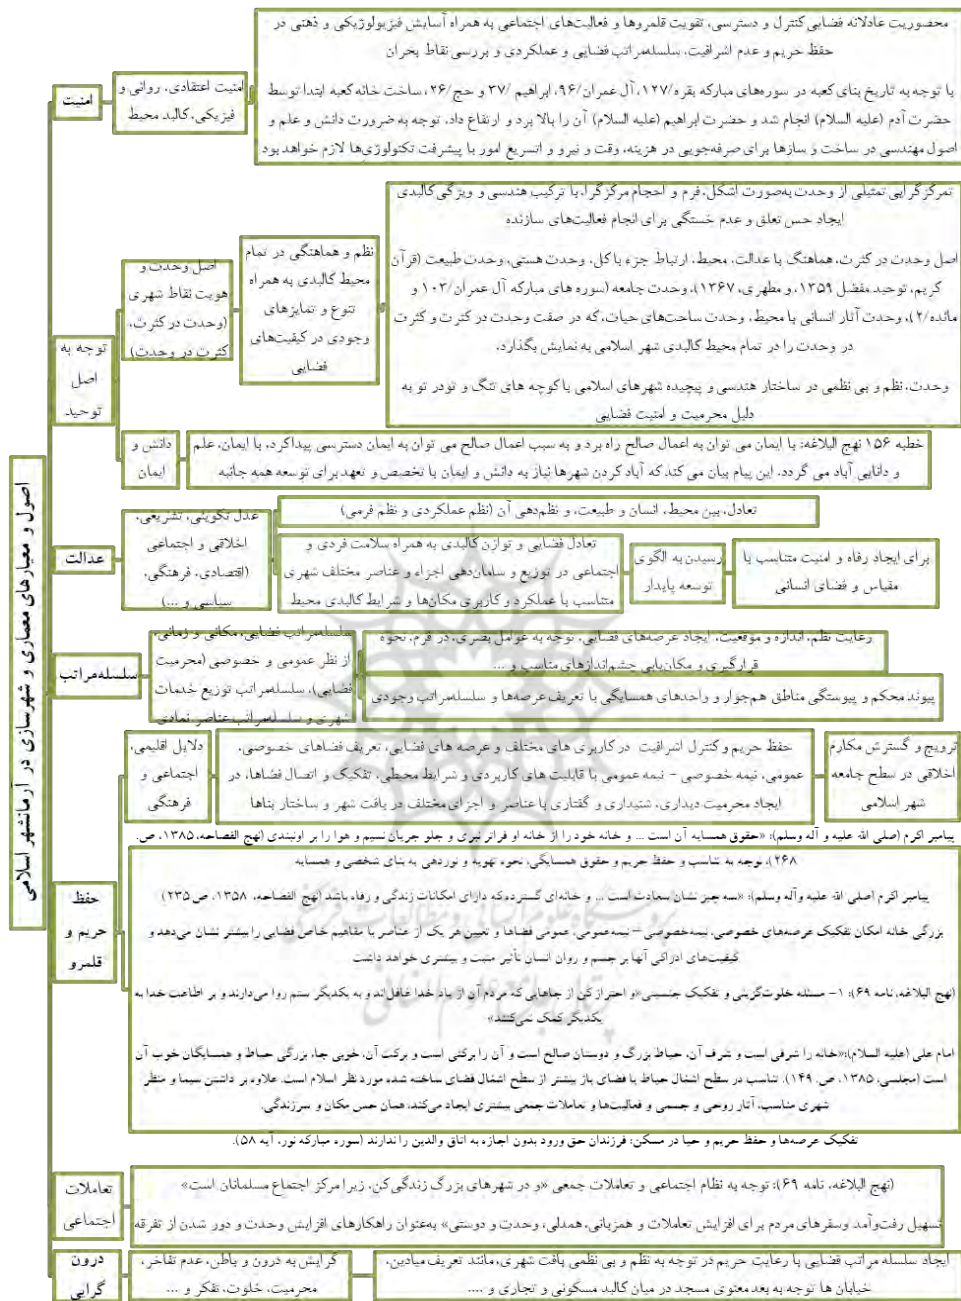 محصوریت عادلانه فضایی کنترل و دسترسی، تقویت قلمروها و فعالیت‌های اجتماعی به همراه آسایش فیزیولوژیکی و ذهنی در
حفظ حریم و عدم اشرافیت، سلسله‌مراتب فضایی و عملکردی و بررسی نقاط بحران
با توجه به تاریخ بنای کعبه در سوره‌های مبارکه بقره/۱۲۷، آل عمران/۹۶، ابراهیم /۳۷ و حج/۲۶، ساخت خانه کعبه ابتدا توسط
حضرت آدم (علیه السلام) انجام شد و حضرت ابراهیم (علیه السلام) آن را بالا برد و ارتفاع داد. توجه به ضرورت دانش و علم و
اصول مهندسی در ساخت و سازها برای صرفه‌جویی در هزینه، وقت و نیرو و اتسریع امور با پیشرفت تکنولوژی‌ها لازم خواهد بود
امنیت اعتقادی، روانی و
فیزیکی، کالبد محیط
امنیت
تمرکزگرایی تمثیلی از وحدت به‌صورت اشکل، فرم و احجام مرکزگرا، با ترکیب هندسی و ویژگی کالبدی
ایجاد حس تعلق و عدم خستگی برای انجام فعالیت‌های سازنده
اصل وحدت در کثرت، هماهنگ با عدالت، محیط، ارتباط جزء با کل، وحدت هستی، وحدت طبیعت (قرآن
کریم، توحید مفضل ۱۳۵۹، و مطهری، ۱۳۶۷)، وحدت جامعه (سوره های مبارکه آل عمران/۱۰۳ و
مائده/۲)، وحدت آثار انسانی با محیط، وحدت ساحت‌های حیات، که در صفت وحدت در کثرت و کثرت
در وحدت را در تمام محیط کالبدی شهر اسلامی به نمایش بگذارد.
وحدت، نظم و بی نظمی در ساختار هندسی و پیچیده شهرهای اسلامی با کوچه های تنگ و تودر تو به
دلیل محرمیت و امنیت فضایی
نظم و هماهنگی در تمام
محیط کالبدی به همراه
تنوع و تمایزهای
وجودی در کیفیت‌های
فضایی
اصل وحدت و
هویت نقاط شهری
(وحدت در کثرت،
کثرت در وحدت)
توجه به
اصل
توحید
خطبه ۱۵۶ نهج البلاغه: با ایمان می توان به اعمال صالح راه برد و به سبب اعمال صالح می توان به ایمان دسترسی پیدا کرد. با ایمان، علم
و دانایی آباد می گردد. این پیام بیان می کند که آباد کردن شهرها نیاز به دانش و ایمان با تخصص و تعهد برای توسعه همه جانبه
دانش و
ایمان
اصول و معیارهای معماری و شهرسازی در آرمانشهر اسلامی
تعادل، بین محیط، انسان و طبیعت، و نظم‌دهی آن (نظم عملکردی و نظم فرمی)
عدل تکوینی، تشریعی،
اخلاقی و اجتماعی
(اقتصادی، فرهنگی،
سیاسی و ...)
عدالت
تعادل فضایی و توازن کالبدی به همراه سلامت فردی و
اجتماعی در توزیع و سامان‌دهی اجزاء و عناصر مختلف شهری
متناسب با عملکرد و کاربری مکان‌ها و شرایط کالبدی محیط
رسیدن به الگوی
توسعه پایدار
برای ایجاد رفاه و امنیت متناسب با
مقیاس و فضای انسانی
رعایت نظم، اندازه و موقعیت، ایجاد عرصه‌های فضایی، توجه به عوامل بصری، در فرم، نحوه
قرارگیری و مکان‌یابی چشم‌اندازهای مناسب و ...
پیوند محکم و پیوستگی مناطق هم‌جوار و واحدهای همسایگی با تعریف عرصه‌ها و سلسله‌مراتب وجودی
سلسله‌مراتب فضایی، مکانی و زمانی،
از نظر عمومی و خصوصی (محرمیت
فضایی)، سلسله‌مراتب توزیع خدمات
شهری و سلسله‌مراتب عناصر نمادی
سلسله‌مراتب
ترویج و گسترش مکارم
اخلاقی در سطح جامعه
شهر اسلامی
حفظ حریم و کنترل اشرافیت در کاربری های مختلف و عرصه های فضایی، تعریف فضاهای خصوصی،
عمومی، نیمه خصوصی – نیمه عمومی با قابلیت های کاربردی و شرایط محیطی، تفکیک و اتصال فضاها، در
ایجاد محرمیت دیداری، شنیداری و گفتاری با عناصر و اجزای مختلف در بافت شهر و ساختار بناها
دلایل اقلیمی،
اجتماعی و
فرهنگی
پیامبر اکرم (صلی الله علیه و آله وسلم): «حقوق همسایه آن است ... و خانه خود را از خانه او فراتر نبری و جلو جریان نسیم و هوا را بر او نبندی (نهج الفصاحه، ۱۳۸۵، ص.
۲۶۸)، توجه به تناسب و حفظ حریم و حقوق همسایگی، نحوه تهویه و نوردهی به بنای شخصی و همسایه
پیامبر اکرم (صلی الله علیه وآله وسلم): «سه چیز نشان سعادت است ... و خانه‌ای گسترده که دارای امکانات زندگی و رفاه باشد (نهج الفصاحه، ۱۳۵۸، ص ۲۳۵)
بزرگی خانه امکان تفکیک عرصه‌های خصوصی، نیمه‌خصوصی – نیمه‌عمومی، عمومی فضاها و تعیین هر یک از عناصر با مفاهیم خاص فضایی را بیشتر نشان می‌دهد و
کیفیت‌های ادراکی آنها بر جسم و روان انسان تأثیر مثبت و بیشتری خواهد داشت
(نهج البلاغه، نامه ۶۹): ۱- مسئله خلوت‌گزینی و تفکیک جنسیتی «و احتراز کن از جاهایی که مردم آن از یاد خدا غافل‌اند و به یکدیگر ستم روا می‌دارند و بر اطاعت خدا به
یکدیگر کمک نمی‌کنند»
امام علی (علیه السلام): «خانه را شرفی است و شرف آن، حیاط بزرگ و دوستان صالح است و آن را برکتی است و برکت آن، خوبی جا، بزرگی حیاط و همسایگان خوب آن
است (مجلسی، ۱۳۸۵، ص. ۱۴۹). تناسب در سطح اشغال حیاط یا فضای باز بیشتر از سطح اشغال فضای ساخته شده مورد نظر اسلام است. علاوه بر داشتن سیما و منظر
شهری مناسب، آثار روحی و جسمی و فعالیت‌ها و تعاملات جمعی بیشتری ایجاد می‌کند، همان حس مکان و سرزندگی.
تفکیک عرصه‌ها و حفظ حریم و حیا در مسکن: فرزندان حق ورود بدون اجازه به اتاق والدین را ندارند (سوره مبارکه نور، آیه ۵۸).
حفظ
حریم و
قلمرو
(نهج البلاغه، نامه ۶۹): توجه به نظام اجتماعی و تعاملات جمعی «و در شهرهای بزرگ زندگی کن، زیرا مرکز اجتماع مسلمانان است»
تسهیل رفت‌وآمد وسفرهای مردم برای افزایش تعاملات و همزبانی، همدلی، وحدت و دوستی» به‌عنوان راهکارهای افزایش وحدت و دور شدن از تفرقه
تعاملات
اجتماعی
ایجاد سلسله مراتب فضایی با رعایت حریم در توجه به نظم و بی نظمی بافت شهری، مانند تعریف میادین،
خیابان ها توجه به بعد معنوی مسجد در میان کالبد مسکونی و تجاری و ....
گرایش به درون و باطن، عدم تفاخر،
محرمیت، خلوت، تفکر و ...
درون
گرایی
پژوهشگاه علوم انسانی و مطالعات فرهنگی
پرتال جامع علوم انسانی